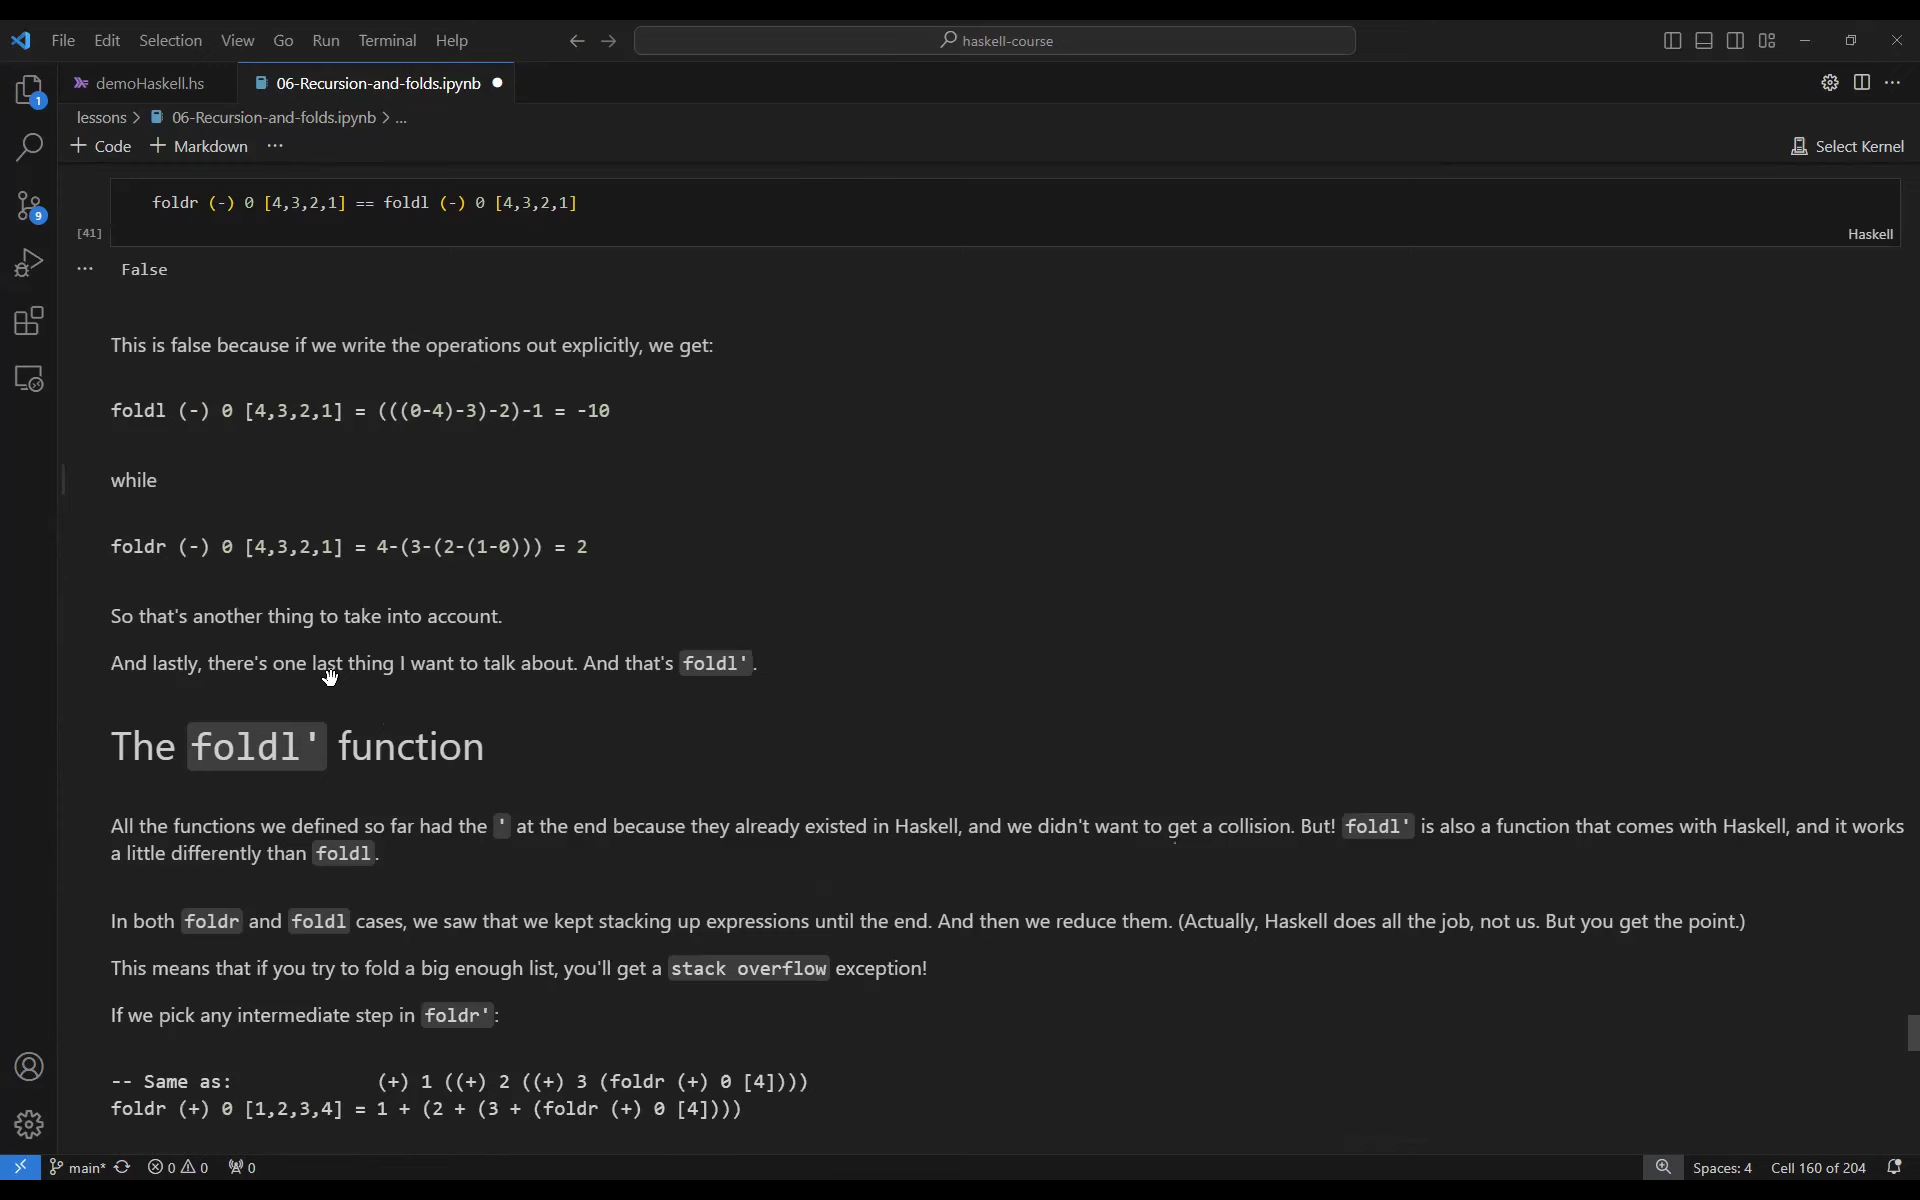 File Edit Selection View Go Run Terminal Help
haskell-course
demoHaskell.hs
06-Recursion-and-folds.ipynb
lessons > 06-Recursion-and-folds.ipynb > ...
+ Code + Markdown ...
Select Kernel
1
9
foldr (-) 0 [4,3,2,1] == foldl (-) 0 [4,3,2,1]
[41]
Haskell
... False
This is false because if we write the operations out explicitly, we get:
foldl (-) 0 [4,3,2,1] = (((0-4)-3)-2)-1 = -10
while
foldr (-) 0 [4,3,2,1] = 4-(3-(2-(1-0))) = 2
So that's another thing to take into account.
And lastly, there's one last thing I want to talk about. And that's foldl'.
The foldl' function
All the functions we defined so far had the ' at the end because they already existed in Haskell, and we didn't want to get a collision. But! foldl' is also a function that comes with Haskell, and it works
a little differently than foldl.
In both foldr and foldl cases, we saw that we kept stacking up expressions until the end. And then we reduce them. (Actually, Haskell does all the job, not us. But you get the point.)
This means that if you try to fold a big enough list, you'll get a stack overflow exception!
If we pick any intermediate step in foldr':
-- Same as: (+) 1 ((+) 2 ((+) 3 (foldr (+) 0 [4])))
foldr (+) 0 [1,2,3,4] = 1 + (2 + (3 + (foldr (+) 0 [4])))
main* 0 0 0
Spaces: 4 Cell 160 of 204